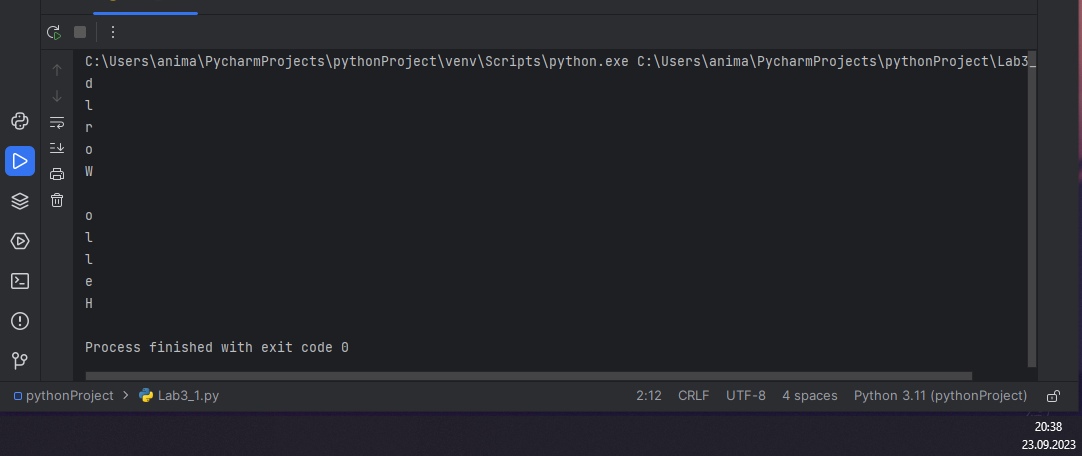 C:\Users\anima\PycharmProjects\pythonProject\venv\Scripts\python.exe C:\Users\anima\PycharmProjects\pythonProject\Lab3_
d
l
r
o
W
o
l
l
e
H
Process finished with exit code 0
pythonProject > Lab3_1.py 2:12 CRLF UTF-8 4 spaces Python 3.11 (pythonProject)
20:38
23.09.2023